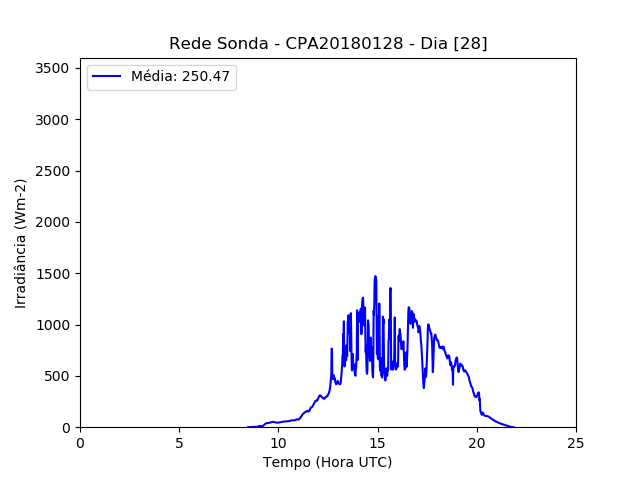 Rede Sonda - CPA20180128 - Dia [28]
Média: 250.47
3500
3000
2500
2000
1500
1000
500
0
Irradiância (Wm-2)
0 5 10 15 20 25
Tempo (Hora UTC)